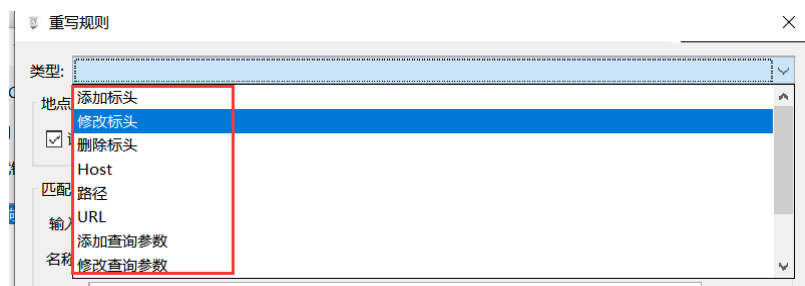 重写规则
类型:
添加标头
地点
修改标头
删除标头
Host
匹配
路径
URL
输入
添加查询参数
名称
修改查询参数